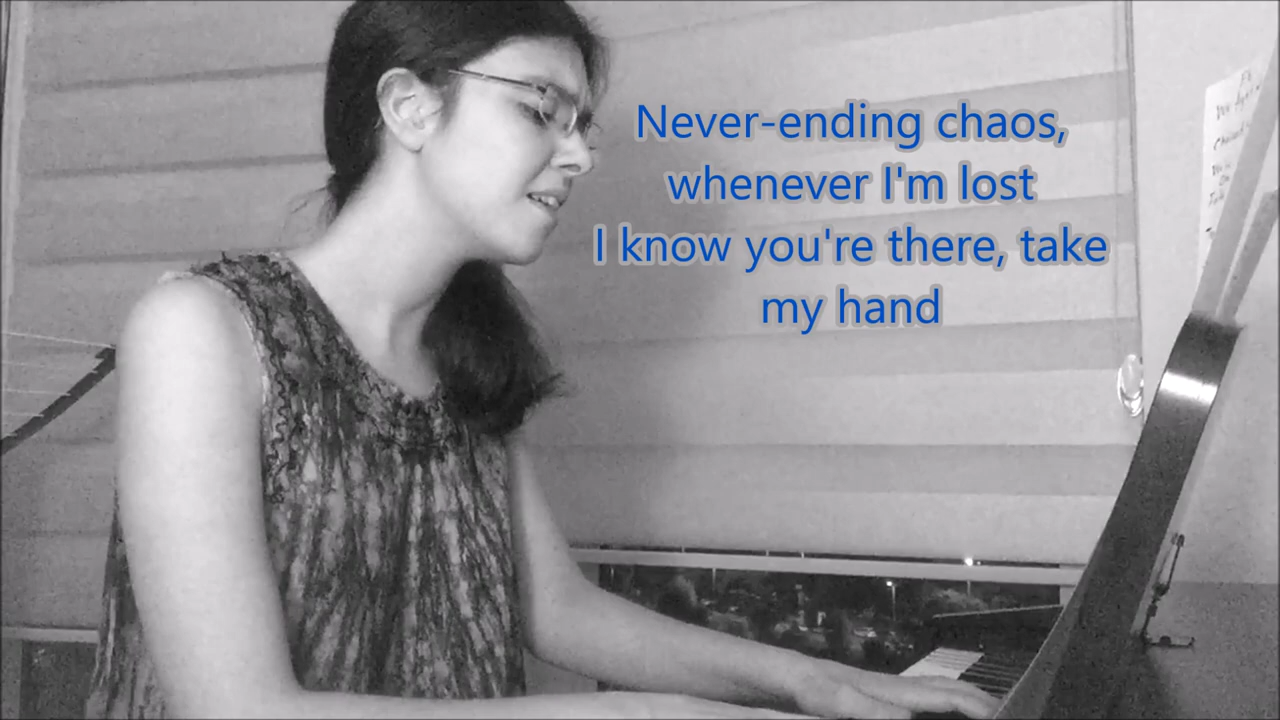 Never-ending chaos,
whenever I'm lost
I know you're there, take
my hand